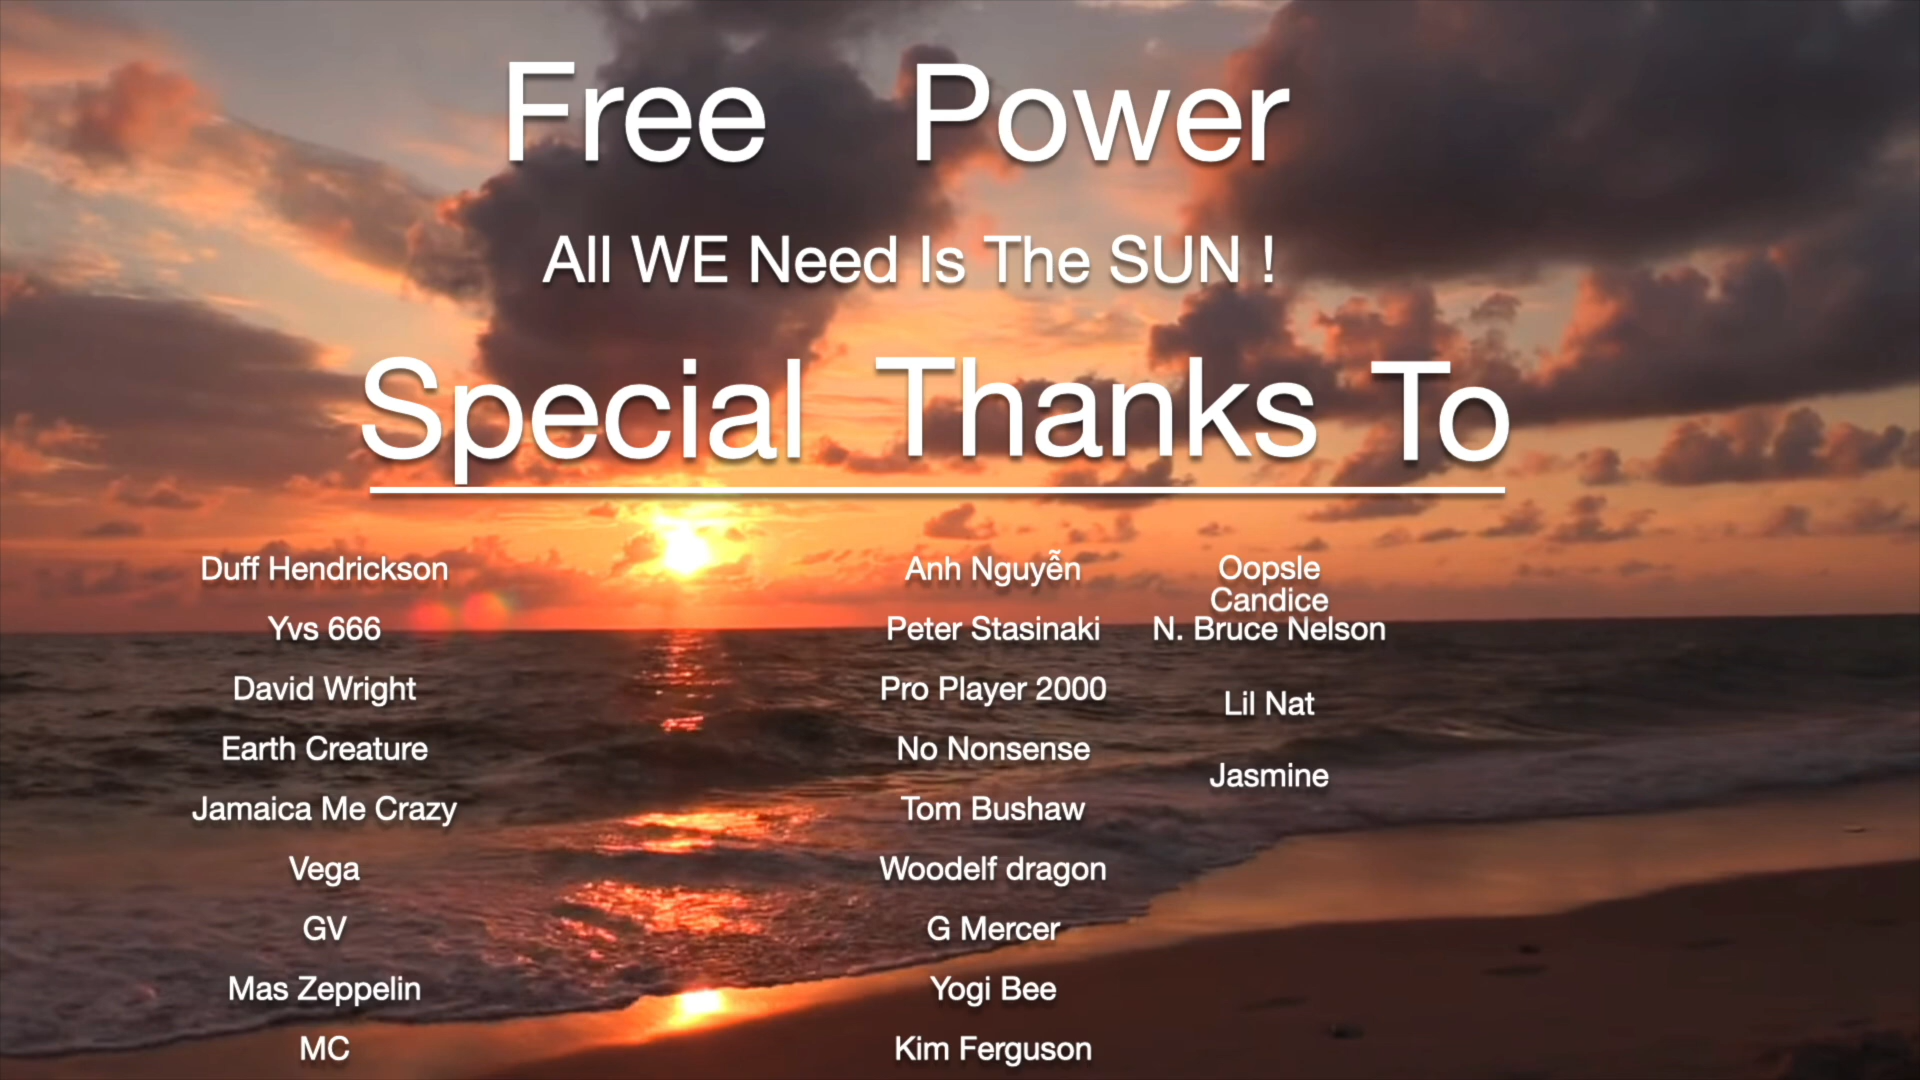 Free Power
All WE Need Is The SUN !
Special Thanks To
Duff Hendrickson
Yvs 666
David Wright
Earth Creature
Jamaica Me Crazy
Vega
GV
Mas Zeppelin
MC
Anh Nguyễn
Peter Stasinaki
Pro Player 2000
No Nonsense
Tom Bushaw
Woodelf dragon
G Mercer
Yogi Bee
Kim Ferguson
Oopsle
Candice
N. Bruce Nelson
Lil Nat
Jasmine